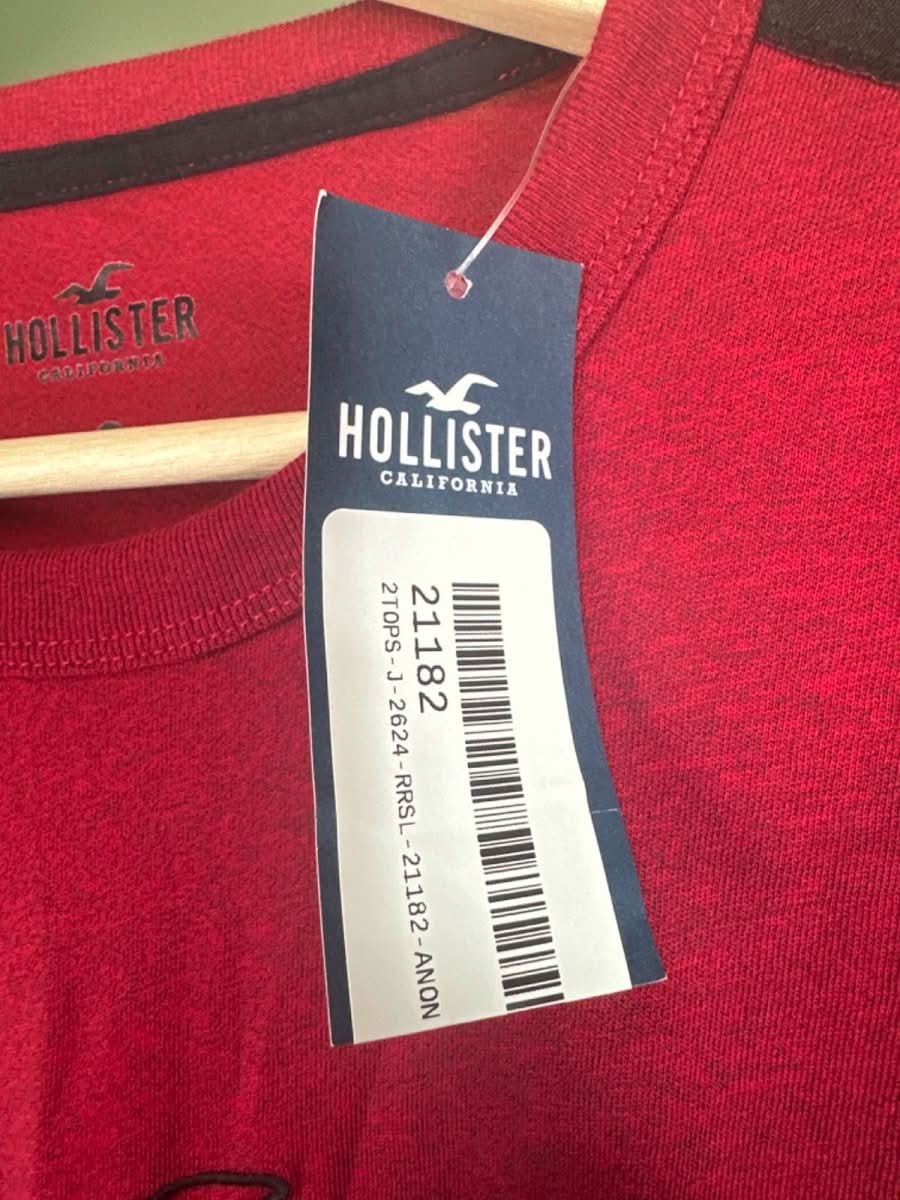 HOLLISTER
CALIFORNIA
HOLLISTER
CALIFORNIA
21182
2TOPS-J-2624-RRSL-21182-ANON